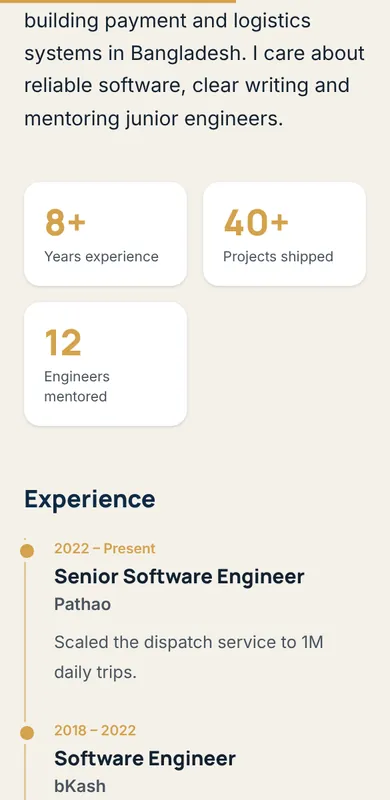 building payment and logistics
systems in Bangladesh. I care about
reliable software, clear writing and
mentoring junior engineers.
8+
Years experience
40+
Projects shipped
12
Engineers
mentored
Experience
2022 – Present
Senior Software Engineer
Pathao
Scaled the dispatch service to 1M
daily trips.
2018 – 2022
Software Engineer
bKash